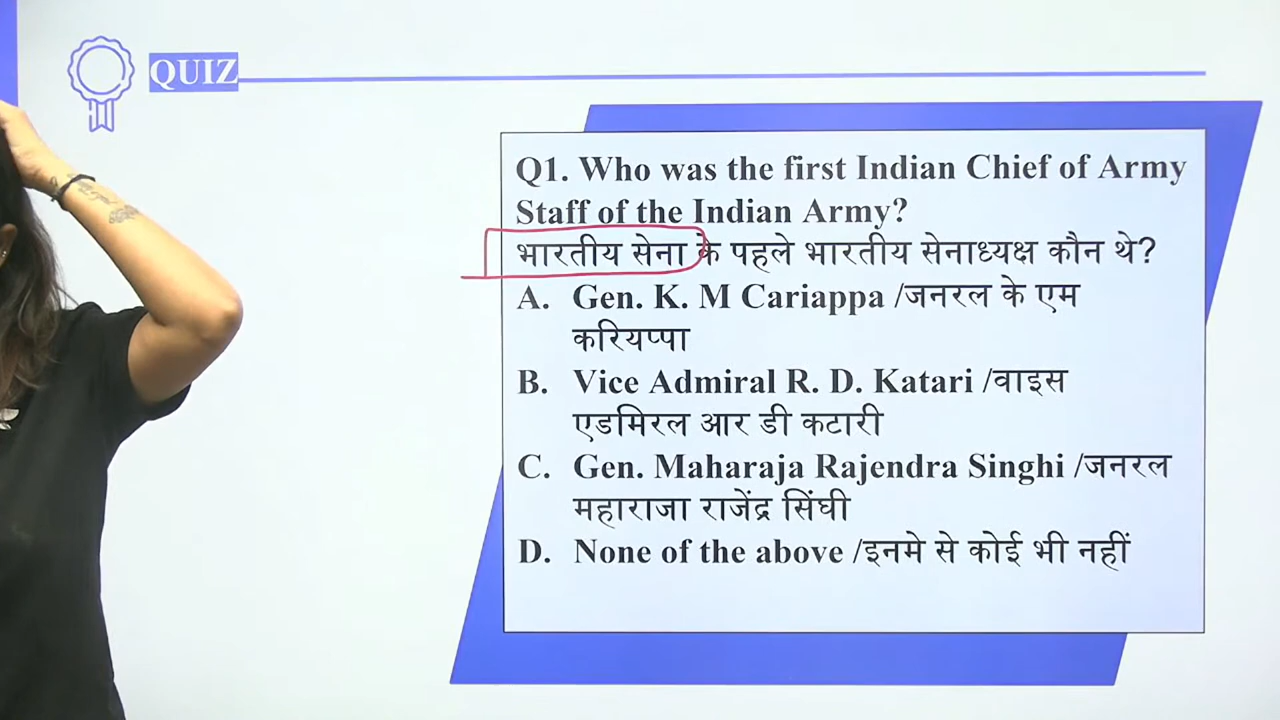 QUIZ
Q1. Who was the first Indian Chief of Army
Staff of the Indian Army?
भारतीय सेना के पहले भारतीय सेनाध्यक्ष कौन थे?
A. Gen. K. M Cariappa /जनरल के एम
करियप्पा
B. Vice Admiral R. D. Katari /वाइस
एडमिरल आर डी कटारी
C. Gen. Maharaja Rajendra Singhi /जनरल
महाराजा राजेंद्र सिंघी
D. None of the above /इनमे से कोई भी नहीं